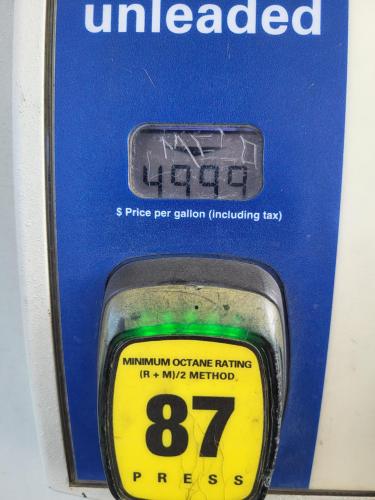 unleaded
4999
$ Price per gallon (including tax)
MINIMUM OCTANE RATING
(R + M)/2 METHOD
87
PRESS